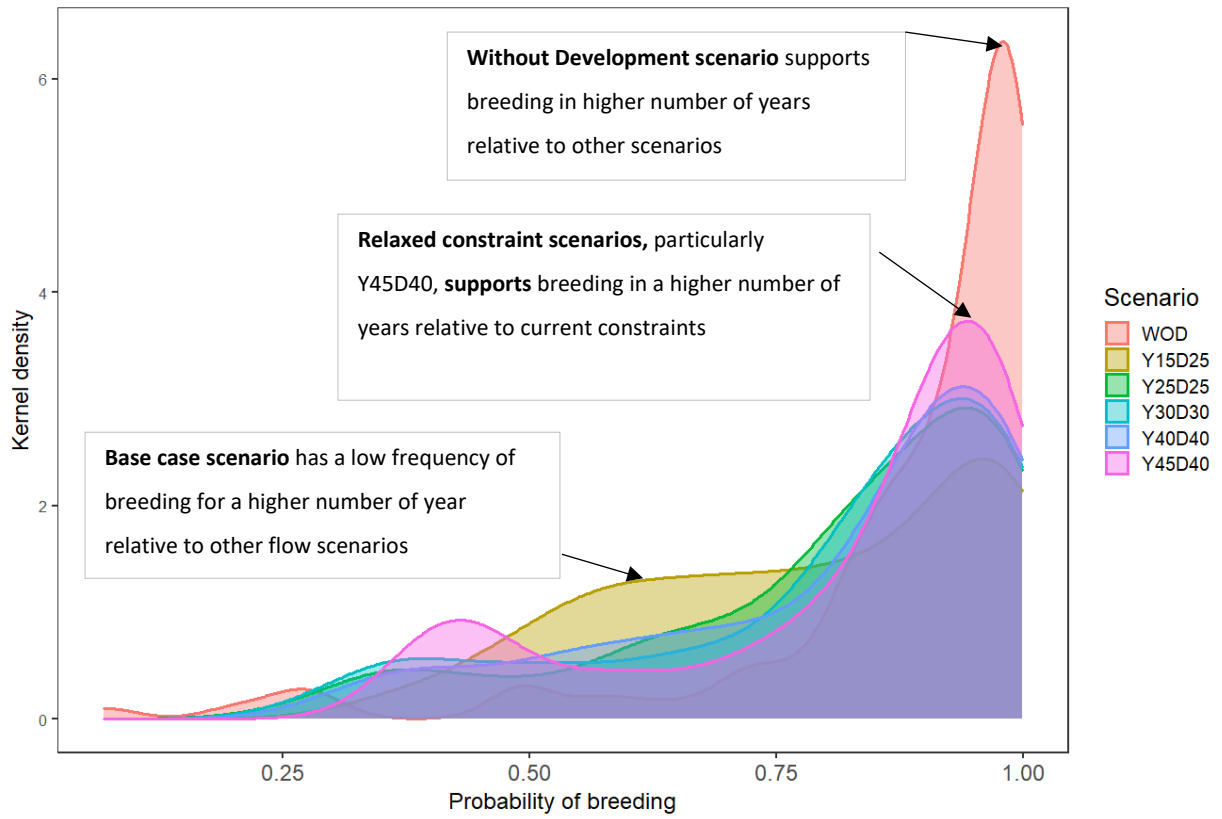 Without Development scenario supports
breeding in higher number of years
relative to other scenarios
Relaxed constraint scenarios, particularly
Y45D40, supports breeding in a higher number of
years relative to current constraints
Base case scenario has a low frequency of
breeding for a higher number of year
relative to other flow scenarios
Kernel density
6
4
2
0
0.25
0.50
0.75
1.00
Probability of breeding
Scenario
WOD
Y15D25
Y25D25
Y30D30
Y40D40
Y45D40